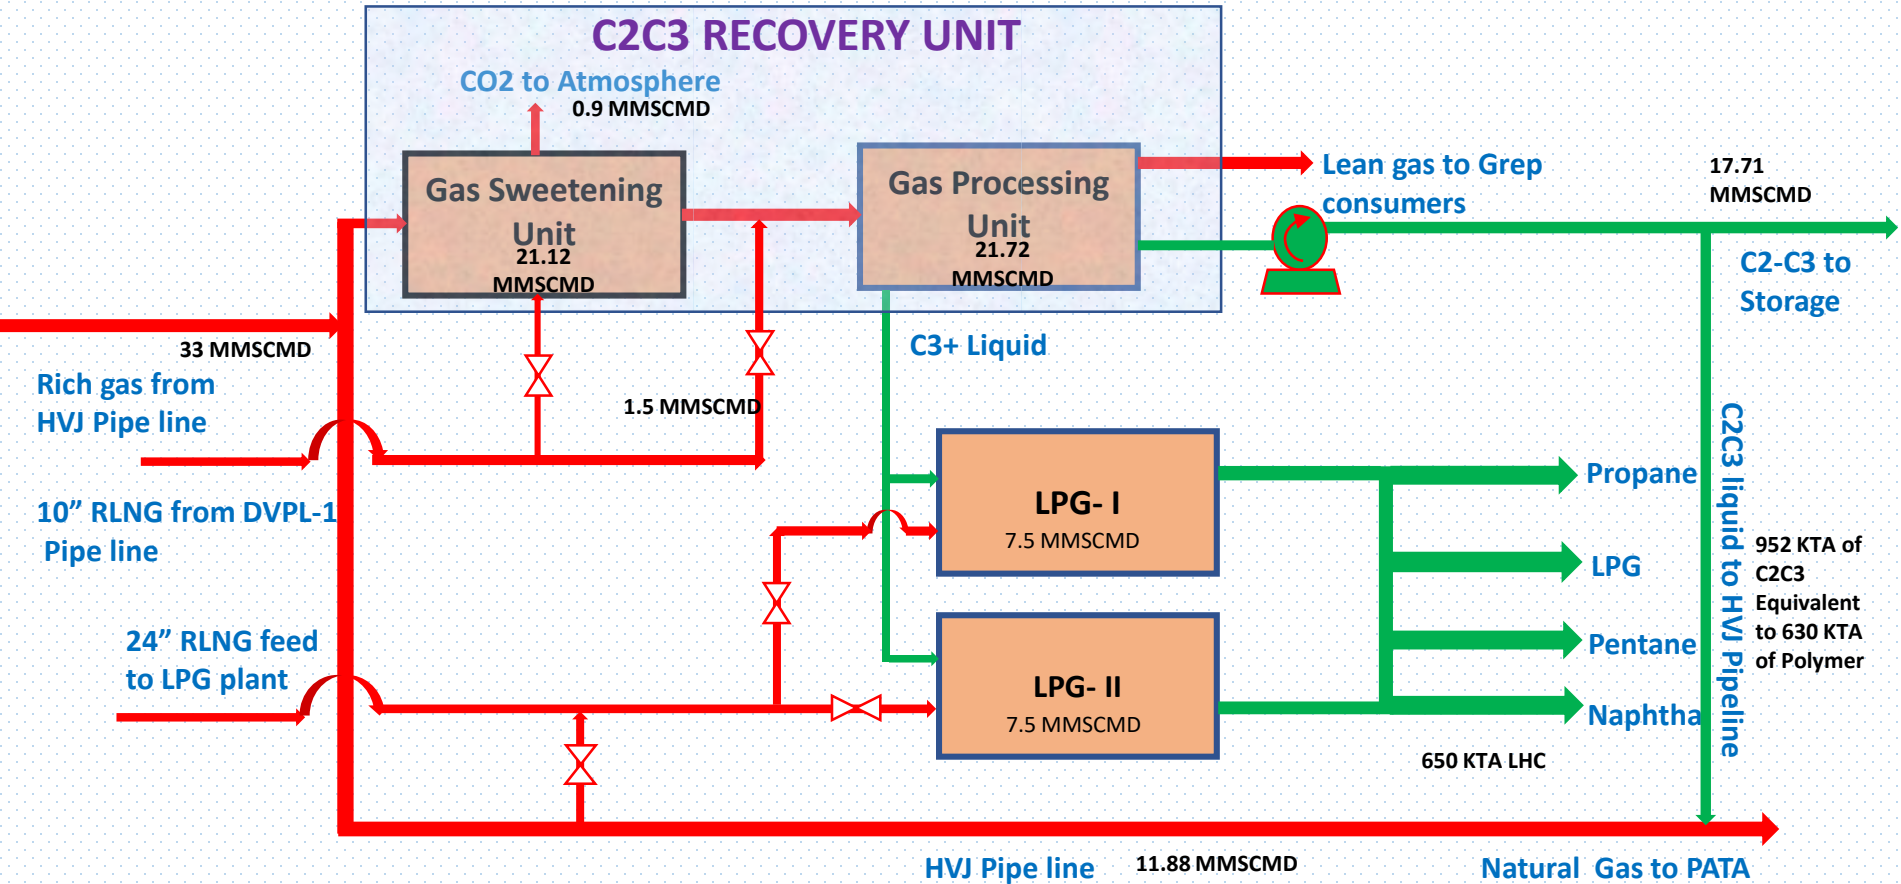 C2C3 RECOVERY UNIT
CO2 to Atmosphere
0.9 MMSCMD
Gas Sweetening
Unit
21.12
MMSCMD
Gas Processing
Unit
21.72
MMSCMD
Lean gas to Grep
consumers
17.71
MMSCMD
C2-C3 to
Storage
33 MMSCMD
Rich gas from
HVJ Pipe line
C3+ Liquid
1.5 MMSCMD
10” RLNG from DVPL-1
Pipe line
LPG- I
7.5 MMSCMD
Propane
LPG
Pentane
Naphtha
C2C3 liquid to HVJ Pipeline
952 KTA of
C2C3
Equivalent
to 630 KTA
of Polymer
24” RLNG feed
to LPG plant
LPG- II
7.5 MMSCMD
650 KTA LHC
HVJ Pipe line
11.88 MMSCMD
Natural Gas to PATA